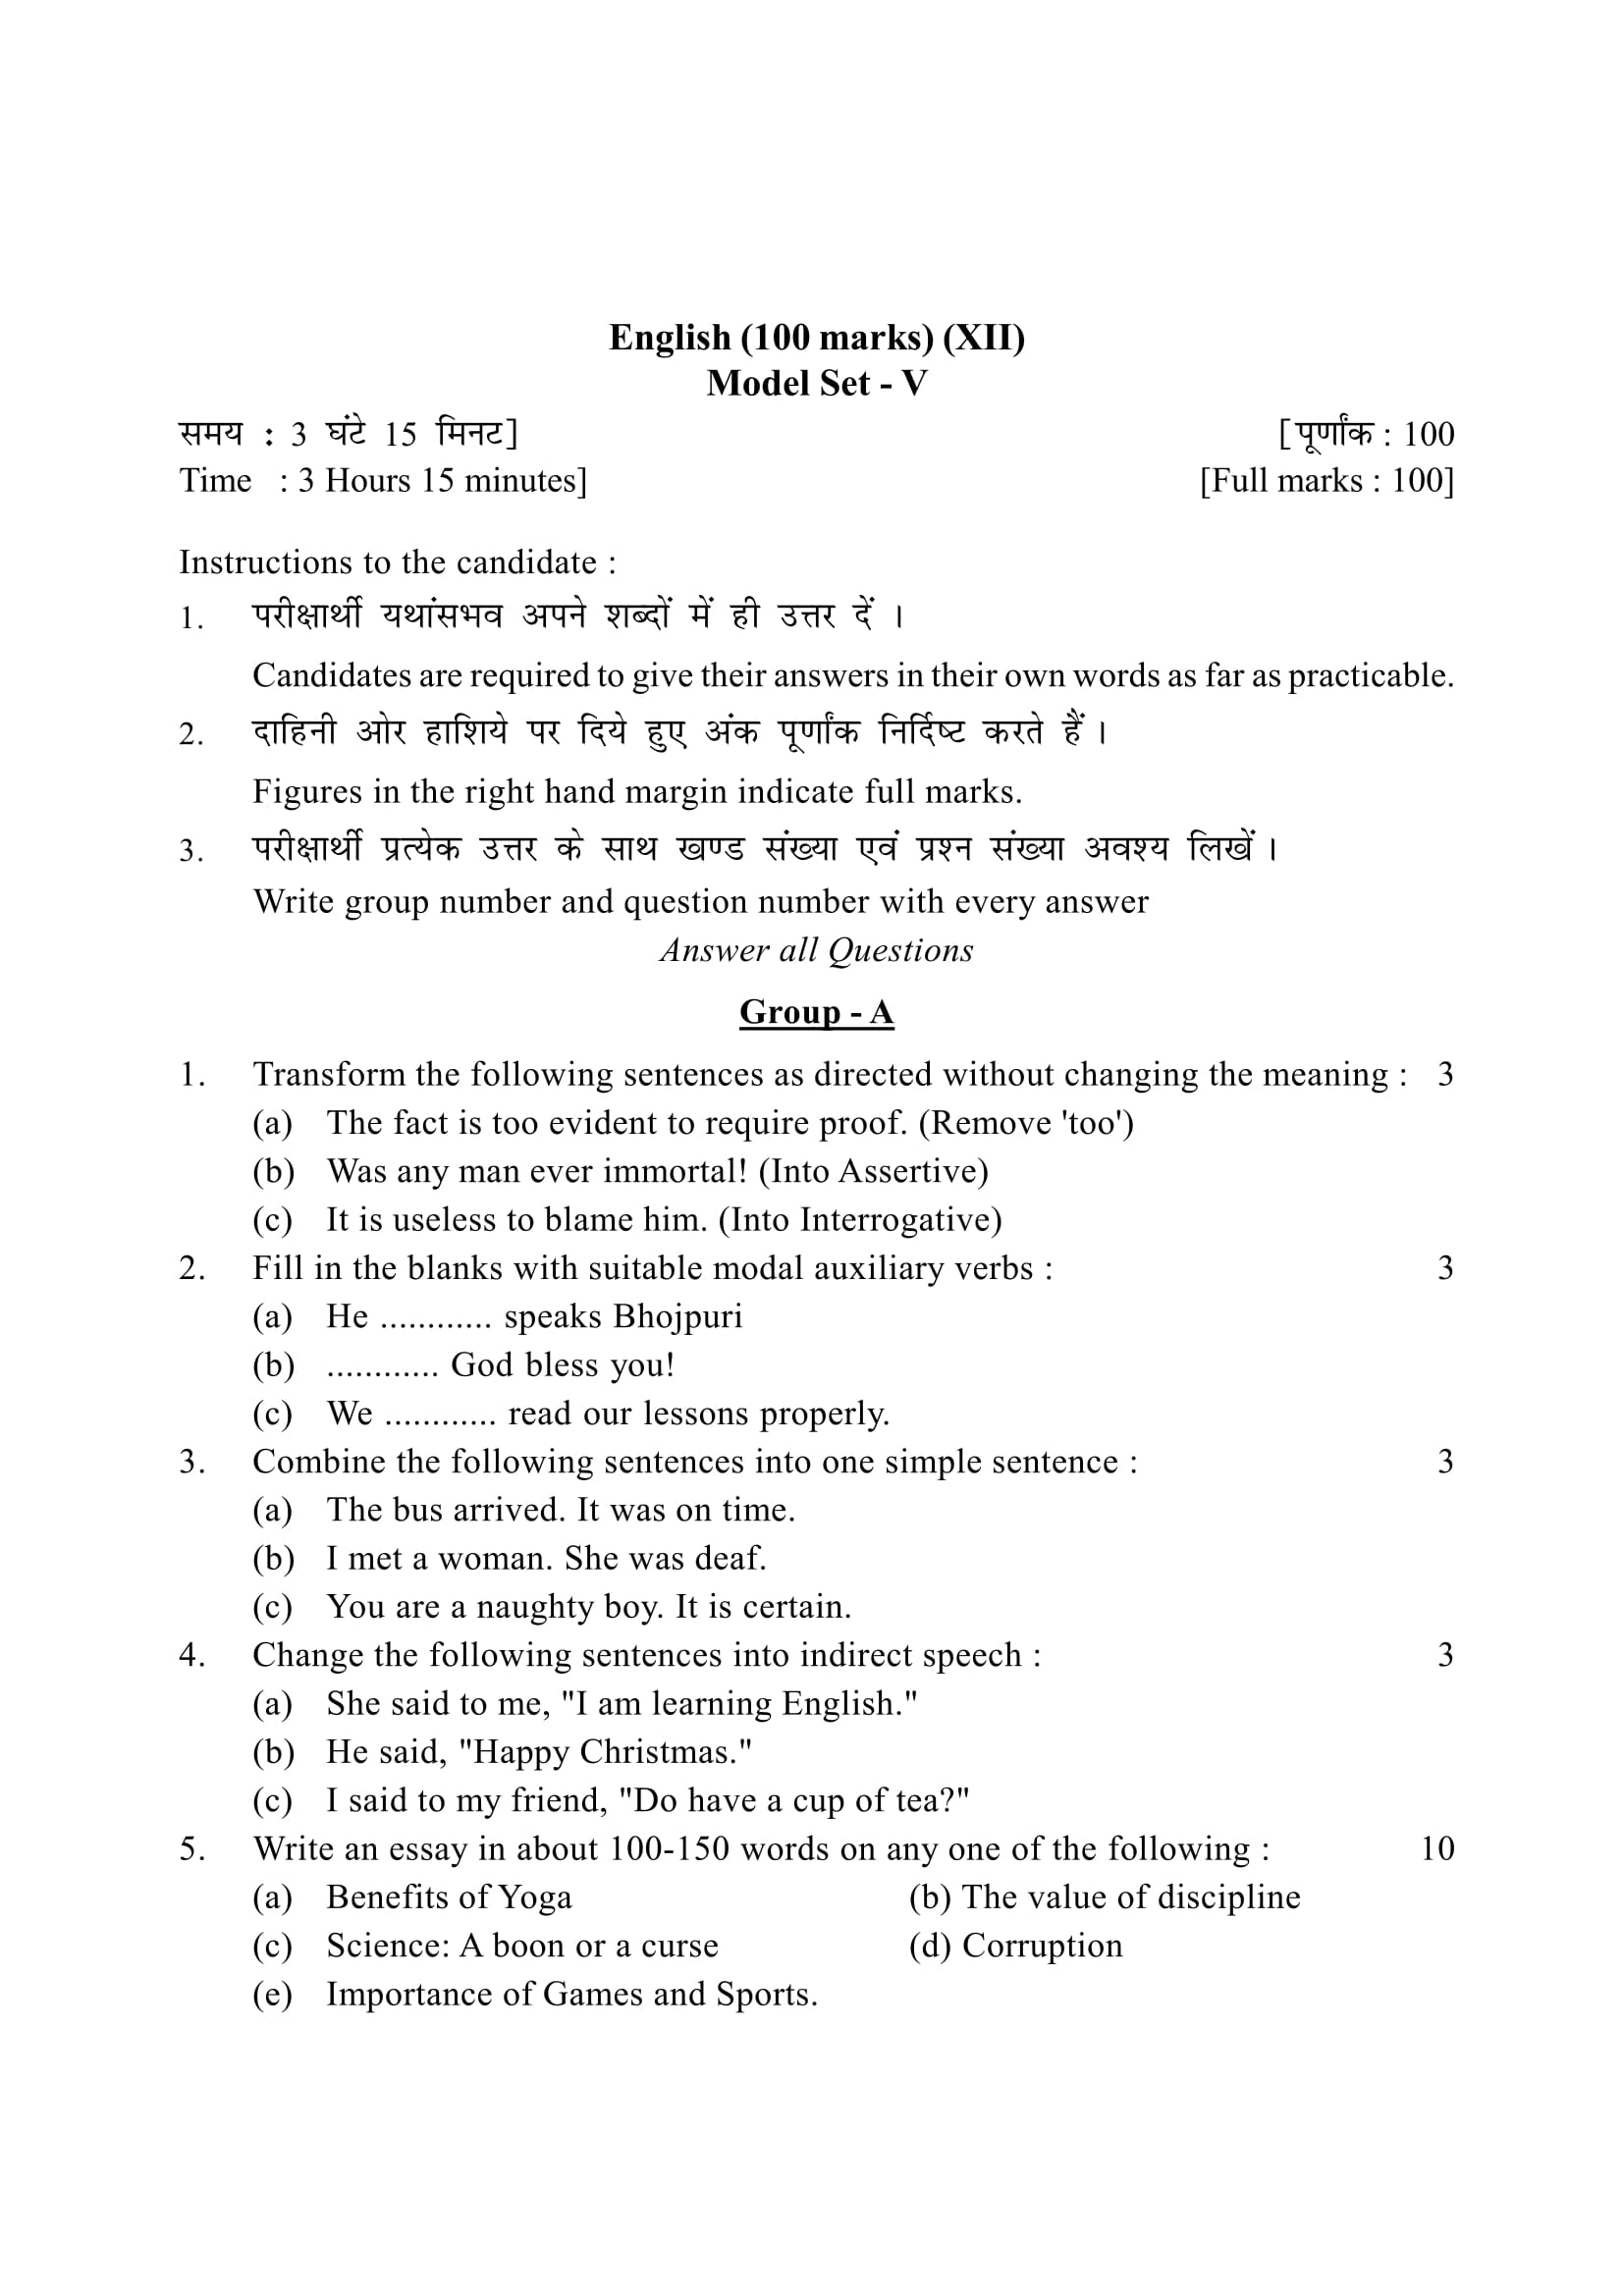 English (100 marks) (XII)
Model Set - V
समय : 3 घंटे 15 मिनट] [पूर्णांक : 100
Time : 3 Hours 15 minutes] [Full marks : 100]
Instructions to the candidate :
1. परीक्षार्थी यथांसभव अपने शब्दों में ही उत्तर दें ।
Candidates are required to give their answers in their own words as far as practicable.
2. दाहिनी ओर हाशिये पर दिये हुए अंक पूर्णांक निर्दिष्ट करते हैं ।
Figures in the right hand margin indicate full marks.
3. परीक्षार्थी प्रत्येक उत्तर के साथ खण्ड संख्या एवं प्रश्न संख्या अवश्य लिखें ।
Write group number and question number with every answer
Answer all Questions
Group - A
1. Transform the following sentences as directed without changing the meaning : 3
(a) The fact is too evident to require proof. (Remove 'too')
(b) Was any man ever immortal! (Into Assertive)
(c) It is useless to blame him. (Into Interrogative)
2. Fill in the blanks with suitable modal auxiliary verbs : 3
(a) He ............ speaks Bhojpuri
(b) ............ God bless you!
(c) We ............ read our lessons properly.
3. Combine the following sentences into one simple sentence : 3
(a) The bus arrived. It was on time.
(b) I met a woman. She was deaf.
(c) You are a naughty boy. It is certain.
4. Change the following sentences into indirect speech : 3
(a) She said to me, "I am learning English."
(b) He said, "Happy Christmas."
(c) I said to my friend, "Do have a cup of tea?"
5. Write an essay in about 100-150 words on any one of the following : 10
(a) Benefits of Yoga (b) The value of discipline
(c) Science: A boon or a curse (d) Corruption
(e) Importance of Games and Sports.